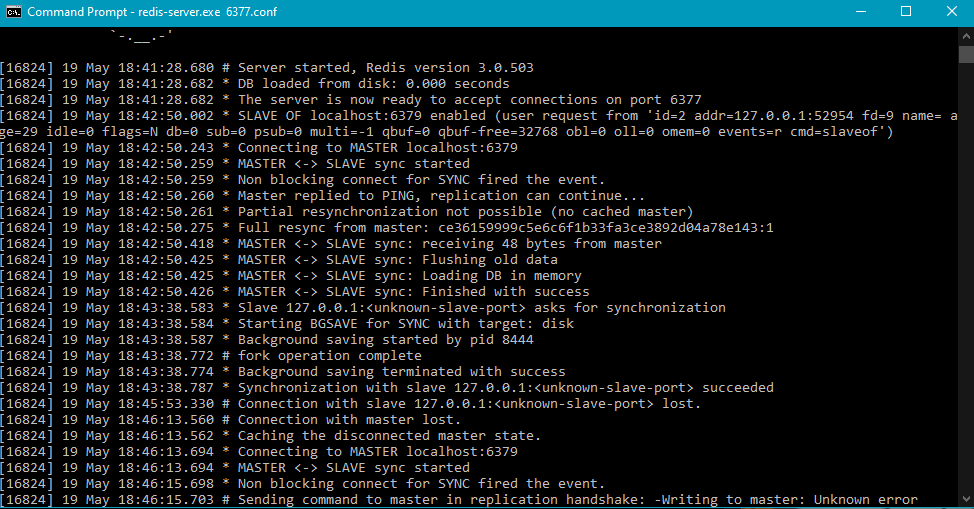 Command Prompt - redis-server.exe 6377.conf
`-.__.-'
[16824] 19 May 18:41:28.680 # Server started, Redis version 3.0.503
[16824] 19 May 18:41:28.682 * DB loaded from disk: 0.000 seconds
[16824] 19 May 18:41:28.682 * The server is now ready to accept connections on port 6377
[16824] 19 May 18:42:50.002 * SLAVE OF localhost:6379 enabled (user request from 'id=2 addr=127.0.0.1:52954 fd=9 name= a
ge=29 idle=0 flags=N db=0 sub=0 psub=0 multi=-1 qbuf=0 qbuf-free=32768 obl=0 oll=0 omem=0 events=r cmd=slaveof')
[16824] 19 May 18:42:50.243 * Connecting to MASTER localhost:6379
[16824] 19 May 18:42:50.259 * MASTER <-> SLAVE sync started
[16824] 19 May 18:42:50.259 * Non blocking connect for SYNC fired the event.
[16824] 19 May 18:42:50.260 * Master replied to PING, replication can continue...
[16824] 19 May 18:42:50.261 * Partial resynchronization not possible (no cached master)
[16824] 19 May 18:42:50.275 * Full resync from master: ce36159999c5e6c6f1b33fa3ce3892d04a78e143:1
[16824] 19 May 18:42:50.418 * MASTER <-> SLAVE sync: receiving 48 bytes from master
[16824] 19 May 18:42:50.425 * MASTER <-> SLAVE sync: Flushing old data
[16824] 19 May 18:42:50.425 * MASTER <-> SLAVE sync: Loading DB in memory
[16824] 19 May 18:42:50.426 * MASTER <-> SLAVE sync: Finished with success
[16824] 19 May 18:43:38.583 * Slave 127.0.0.1:<unknown-slave-port> asks for synchronization
[16824] 19 May 18:43:38.584 * Starting BGSAVE for SYNC with target: disk
[16824] 19 May 18:43:38.587 * Background saving started by pid 8444
[16824] 19 May 18:43:38.772 # fork operation complete
[16824] 19 May 18:43:38.774 * Background saving terminated with success
[16824] 19 May 18:43:38.787 * Synchronization with slave 127.0.0.1:<unknown-slave-port> succeeded
[16824] 19 May 18:45:53.330 # Connection with slave 127.0.0.1:<unknown-slave-port> lost.
[16824] 19 May 18:46:13.560 # Connection with master lost.
[16824] 19 May 18:46:13.562 * Caching the disconnected master state.
[16824] 19 May 18:46:13.694 * Connecting to MASTER localhost:6379
[16824] 19 May 18:46:13.694 * MASTER <-> SLAVE sync started
[16824] 19 May 18:46:15.698 * Non blocking connect for SYNC fired the event.
[16824] 19 May 18:46:15.703 # Sending command to master in replication handshake: -Writing to master: Unknown error